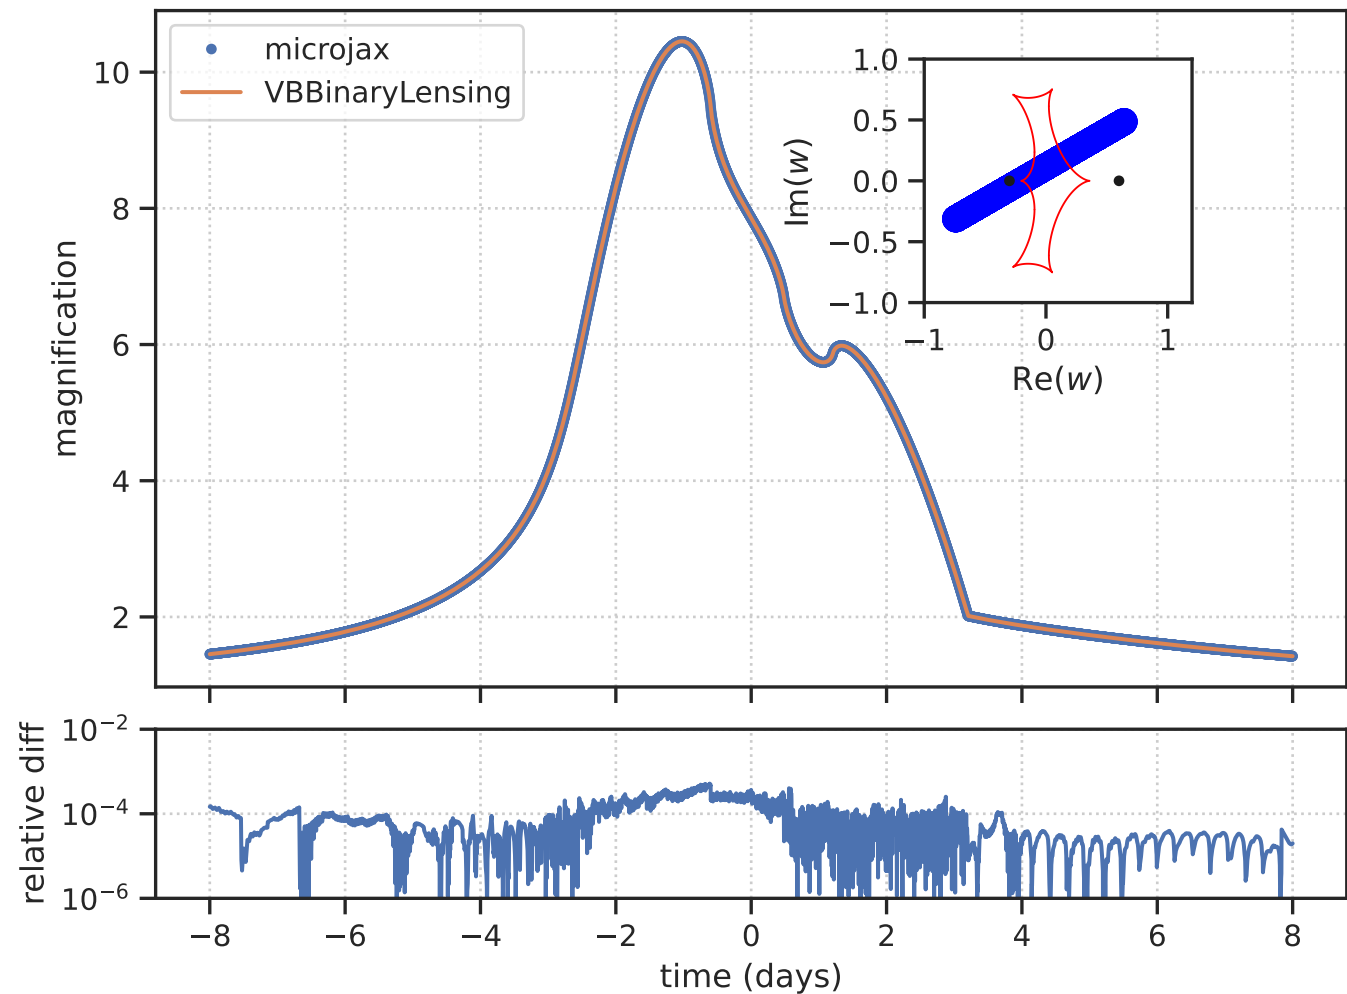 microjax
VBBinaryLensing
magnification
10
8
6
4
2
Im(w)
1.0
0.5
0.0
−0.5
−1.0
−1 0 1
Re(w)
relative diff
10⁻²
10⁻⁴
10⁻⁶
−8 −6 −4 −2 0 2 4 6 8
time (days)